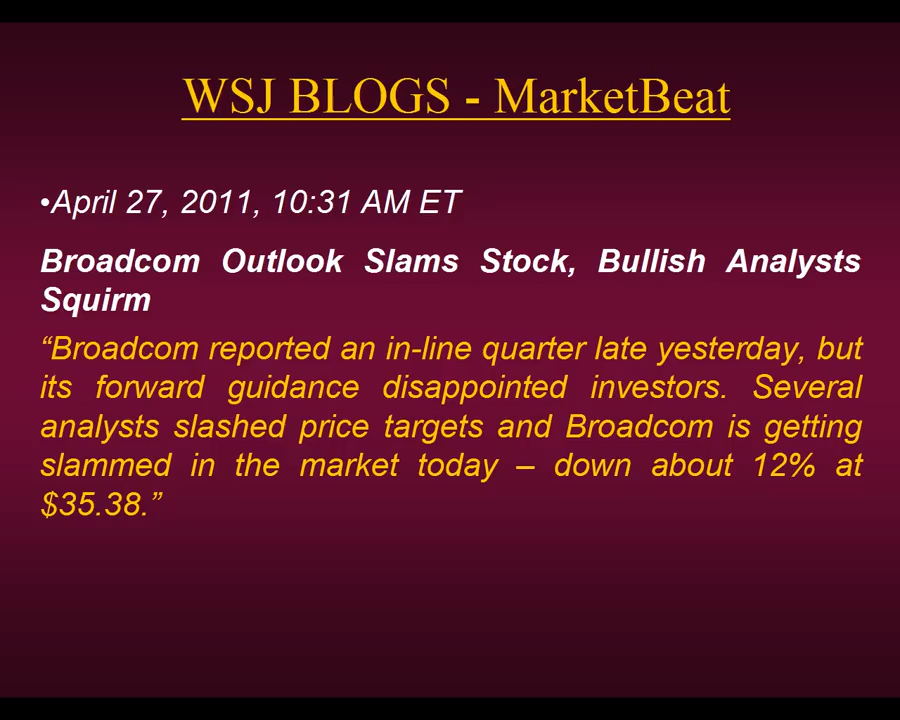 WSJ BLOGS - MarketBeat
•April 27, 2011, 10:31 AM ET
Broadcom Outlook Slams Stock, Bullish Analysts
Squirm
“Broadcom reported an in-line quarter late yesterday, but
its forward guidance disappointed investors. Several
analysts slashed price targets and Broadcom is getting
slammed in the market today – down about 12% at
$35.38.”